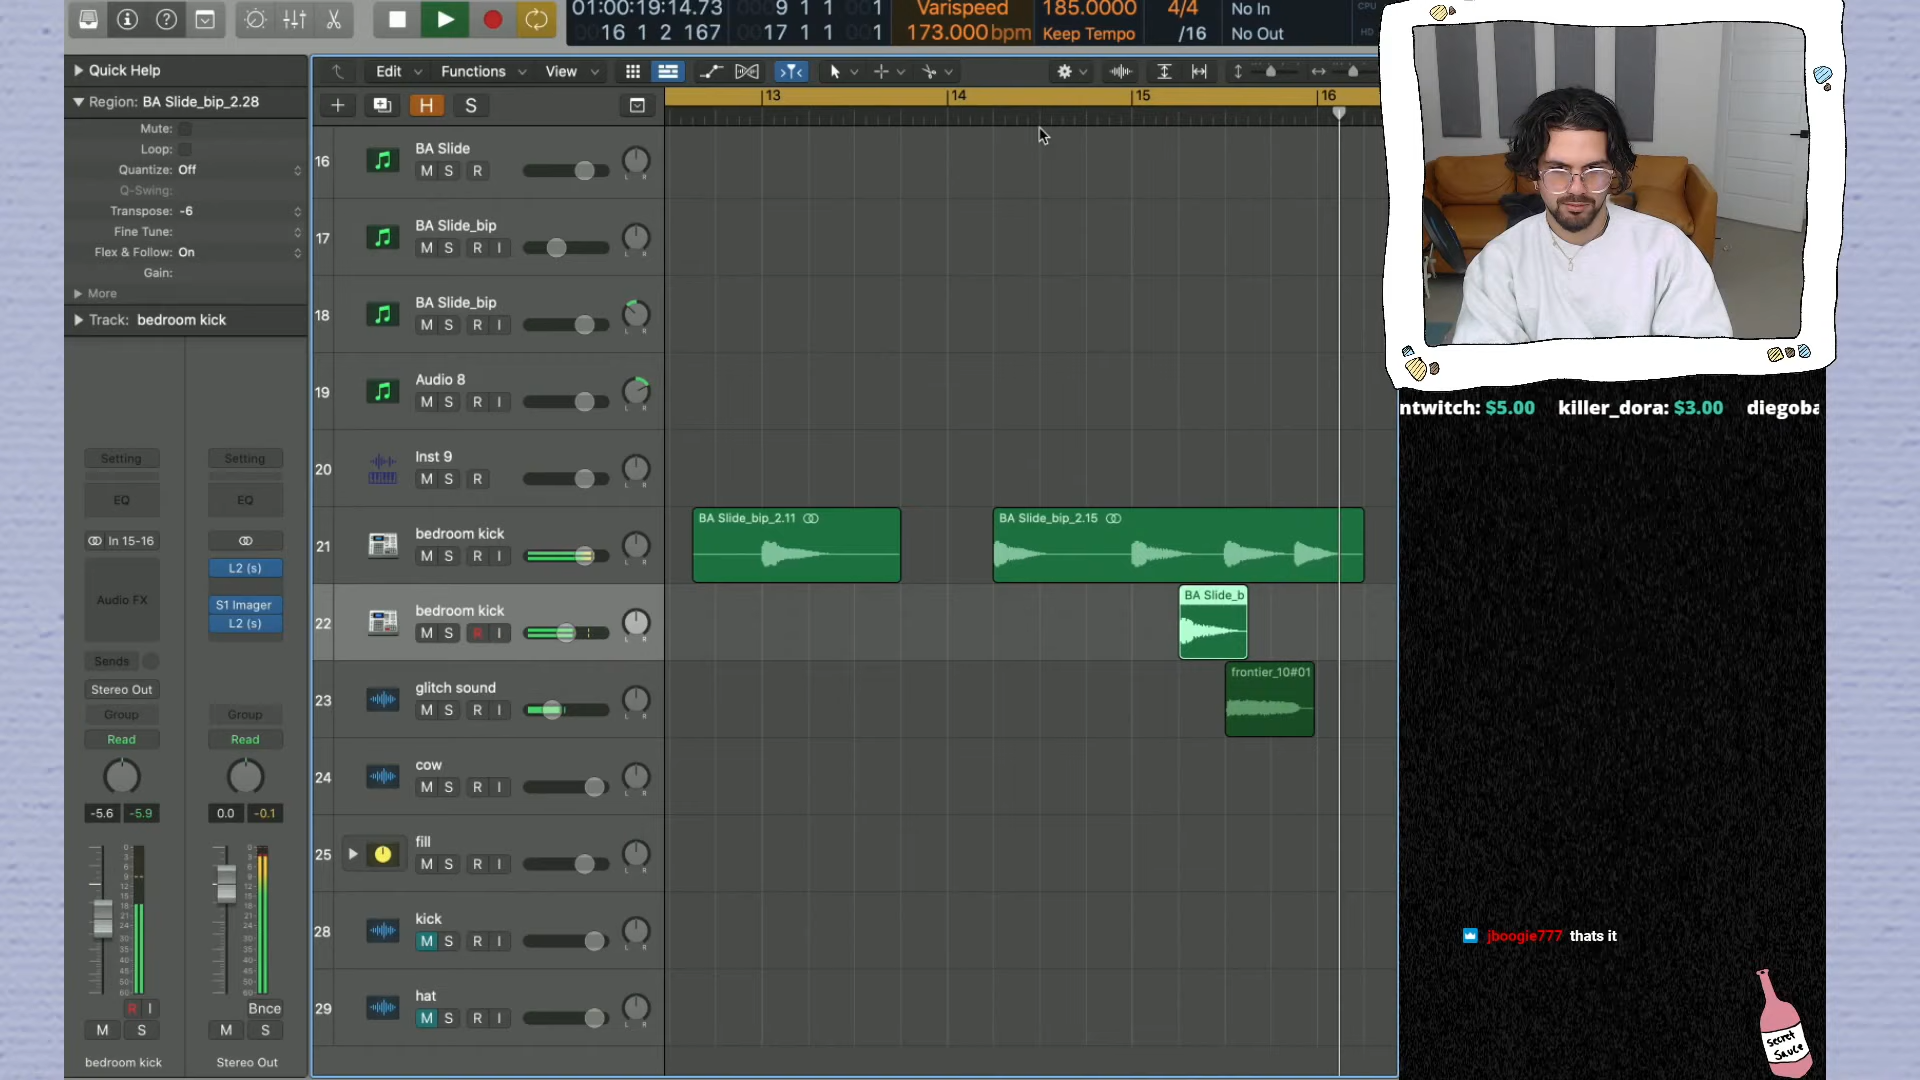 01:00:19:14.73
9 1 1 1
Varispeed
185.0000
4/4
No In
CPU
16 1 2 167
17 1 1 1
173.000 bpm
Keep Tempo
/16
No Out
HD
Quick Help
Edit
Functions
View
Region: BA Slide_bip_2.28
H
S
13
14
15
16
Mute:
Loop:
Quantize: Off
Q-Swing:
Transpose: -6
Fine Tune:
Flex & Follow: On
Gain:
More
Track: bedroom kick
16
BA Slide
M S R
L R
17
BA Slide_bip
M S R I
L R
18
BA Slide_bip
M S R I
L R
19
Audio 8
M S R I
L R
20
Inst 9
M S R
L R
21
bedroom kick
M S R I
L R
BA Slide_bip_2.11
BA Slide_bip_2.15
22
bedroom kick
M S R I
L R
BA Slide_b
23
glitch sound
M S R I
L R
frontier_10#01
24
cow
M S R I
L R
25
fill
M S R I
L R
28
kick
M S R I
L R
29
hat
M S R I
L R
Setting
Setting
EQ
EQ
In 15-16
L2 (s)
Audio FX
S1 Imager
L2 (s)
Sends
Stereo Out
Group
Group
Read
Read
-5.6 -5.9
0.0 -0.1
R I
Bnce
M S
M S
bedroom kick
Stereo Out
ntwitch: $5.00 killer_dora: $3.00 diegoba
jboogie777 thats it
Secret
Sauce